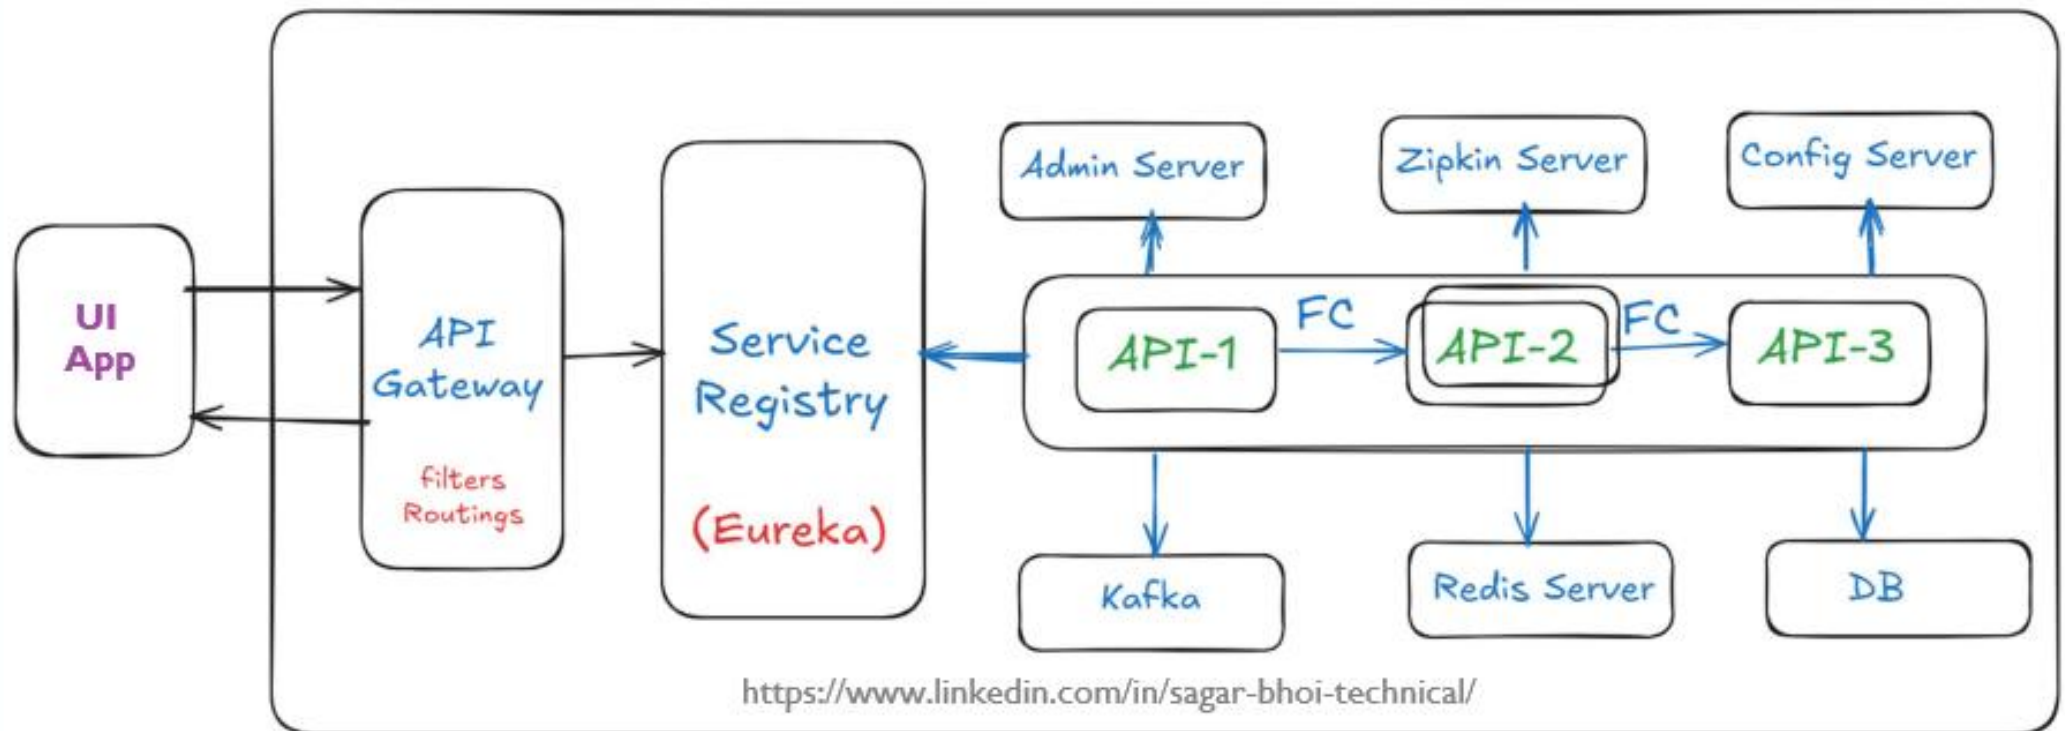 UI
App
API
Gateway
filters
Routings
Service
Registry
(Eureka)
Admin Server
Zipkin Server
Config Server
API-1
FC
API-2
FC
API-3
Kafka
Redis Server
DB
https://www.linkedin.com/in/sagar-bhoi-technical/